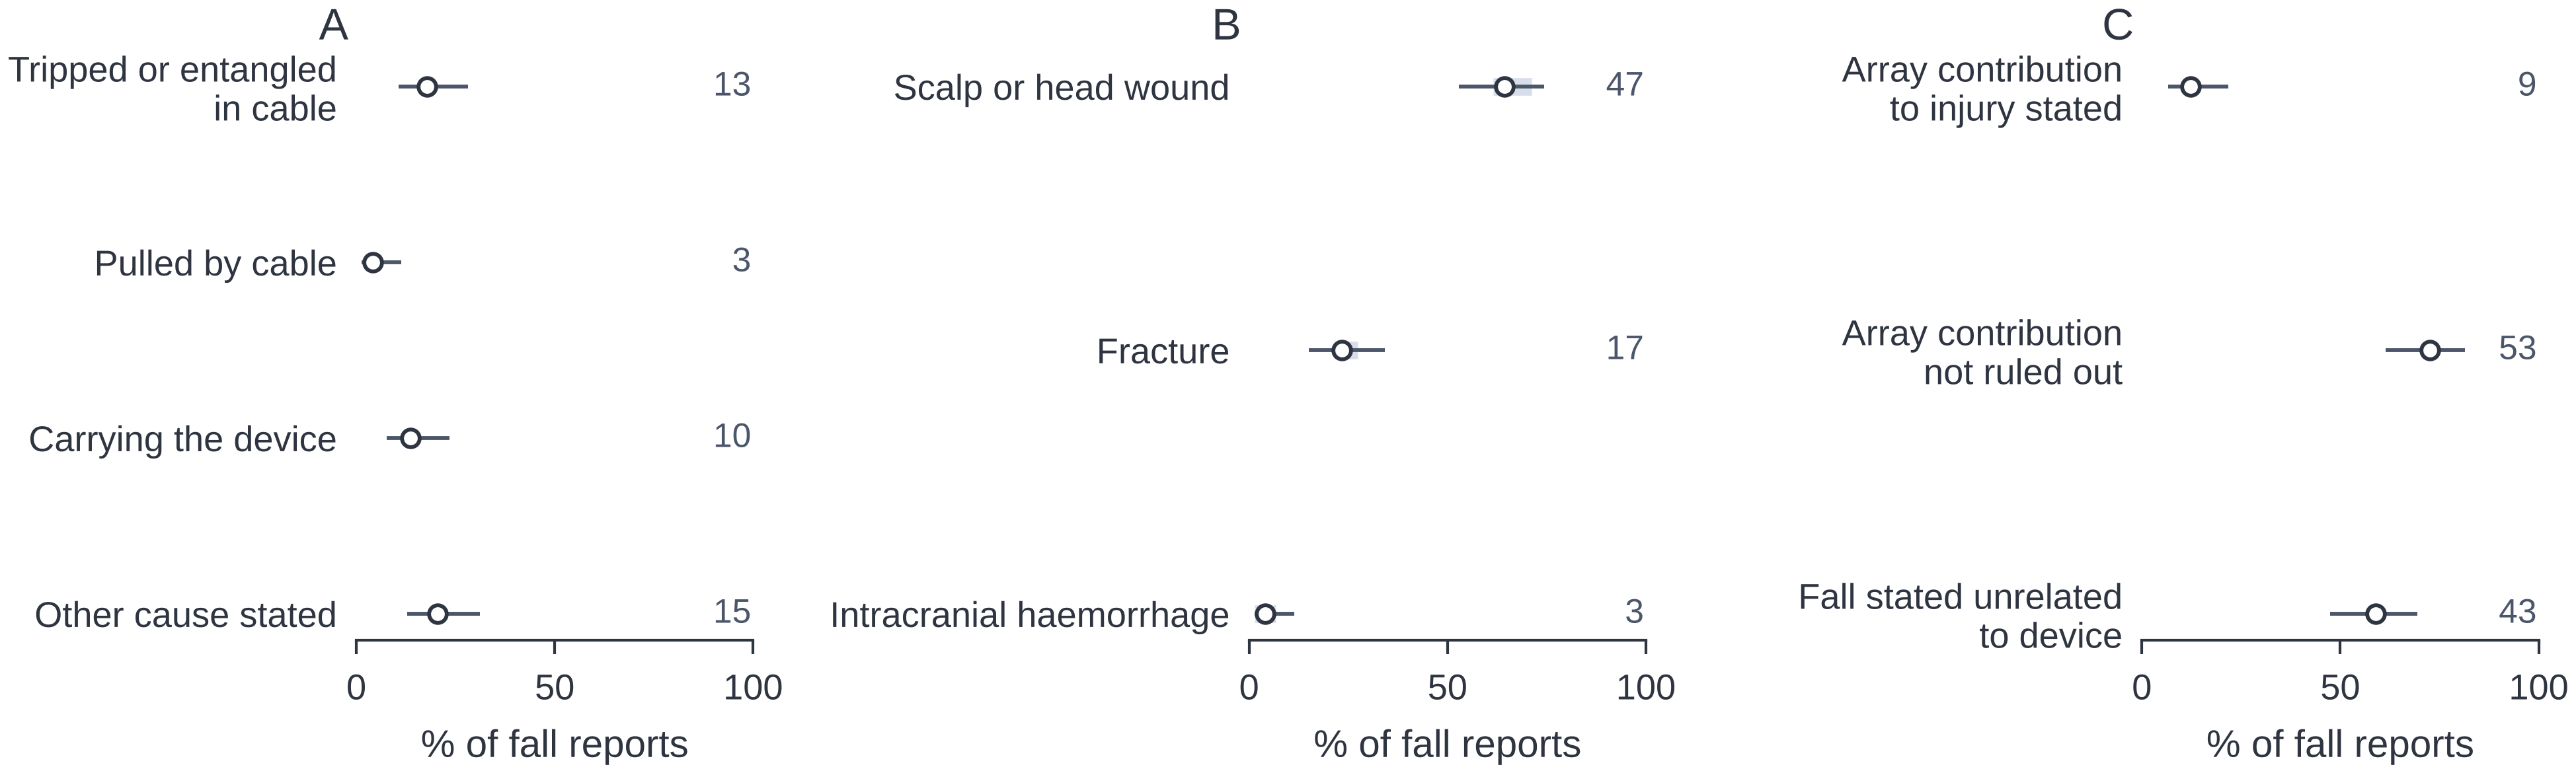 A
Tripped or entangled
in cable
13
Pulled by cable
3
Carrying the device
10
Other cause stated
15
0 50 100
% of fall reports
B
Scalp or head wound
47
Fracture
17
Intracranial haemorrhage
3
0 50 100
% of fall reports
C
Array contribution
to injury stated
9
Array contribution
not ruled out
53
Fall stated unrelated
to device
43
0 50 100
% of fall reports